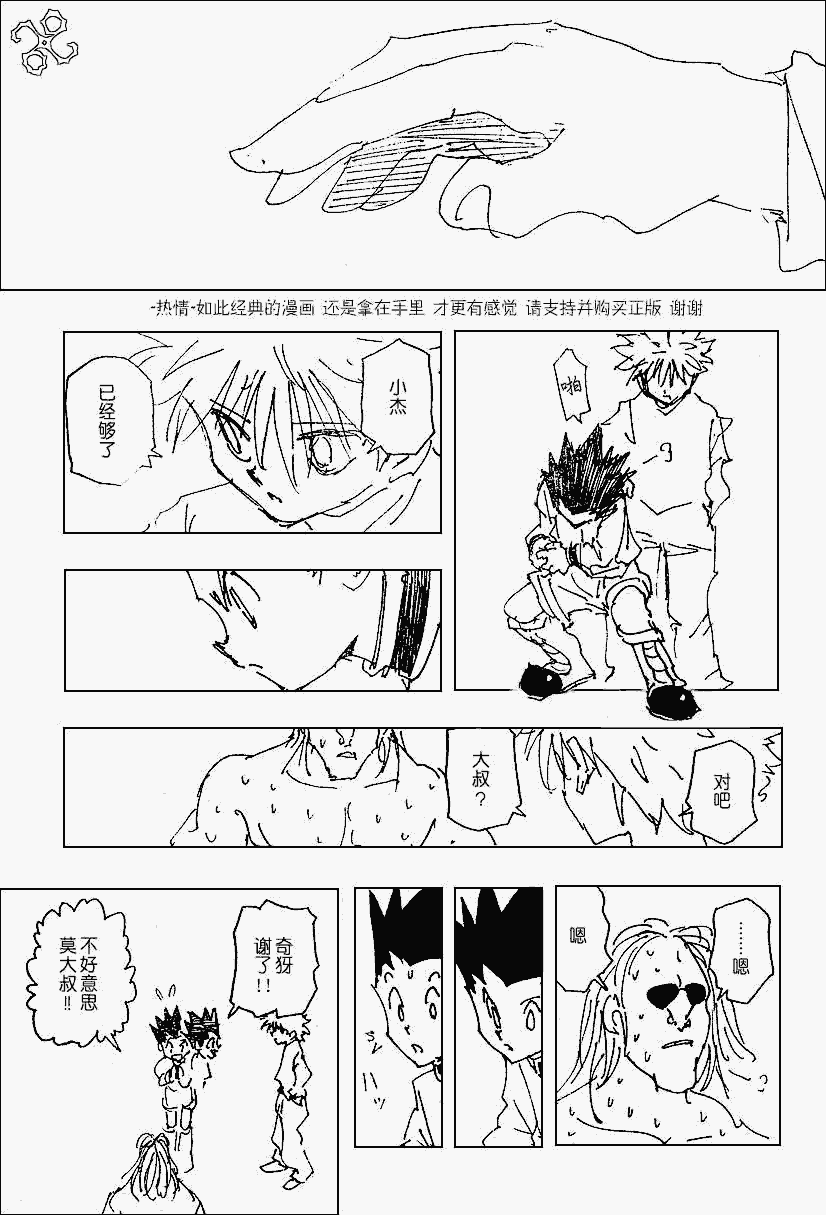 -热情-如此经典的漫画 还是拿在手里 才更有感觉 请支持并购买正版 谢谢
啪
小杰
已经够了
对吧
大叔?
……嗯
嗯
ハッ
奇犽
谢了!!
不好意思
莫大叔!!